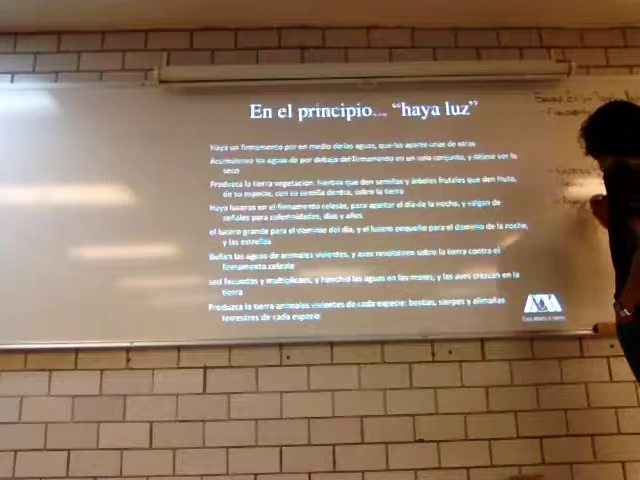 En el principio... “haya luz”
Haya un firmamento por en medio de las aguas, que las aparte unas de otras
Acumúlense las aguas de por debajo del firmamento en un solo conjunto, y déjese ver lo
seco
Produzca la tierra vegetación: hierbas que den semillas y árboles frutales que den fruto,
de su especie, con su semilla dentro, sobre la tierra
Haya luceros en el firmamento celeste, para apartar el día de la noche, y valgan de
señales para solemnidades, días y años
el lucero grande para el dominio del día, y el lucero pequeño para el dominio de la noche,
y las estrellas
Bullan las aguas de animales vivientes, y aves revoloteen sobre la tierra contra el
firmamento celeste
sed fecundos y multiplicaos, y henchid las aguas en los mares, y las aves crezcan en la
tierra
Produzca la tierra animales vivientes de cada especie: bestias, sierpes y alimañas
terrestres de cada especie